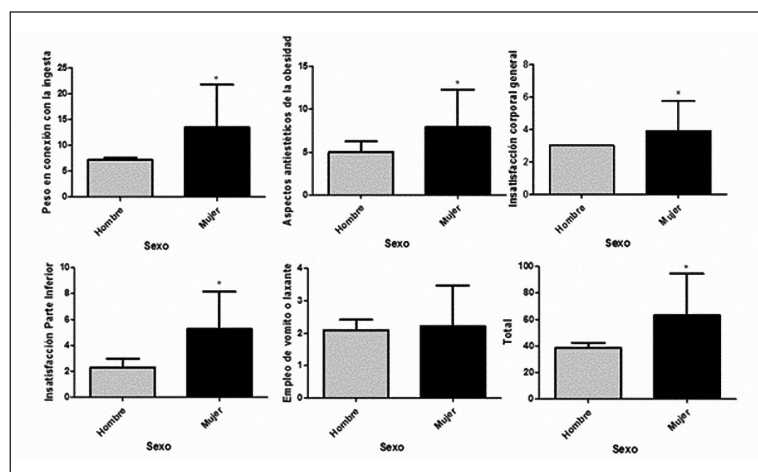 Peso en conexión con la ingesta
25
20
15
10
5
0
*
Hombre
Mujer
Sexo
Aspectos antiestéticos de la obesidad
15
10
5
0
*
Hombre
Mujer
Sexo
Insatisfacción corporal general
8
6
4
2
0
*
Hombre
Mujer
Sexo
Insatisfacción Parte Inferior
10
8
6
4
2
0
*
Hombre
Mujer
Sexo
Empleo de vomito o laxante
4
3
2
1
0
Hombre
Mujer
Sexo
Total
100
80
60
40
20
0
*
Hombre
Mujer
Sexo